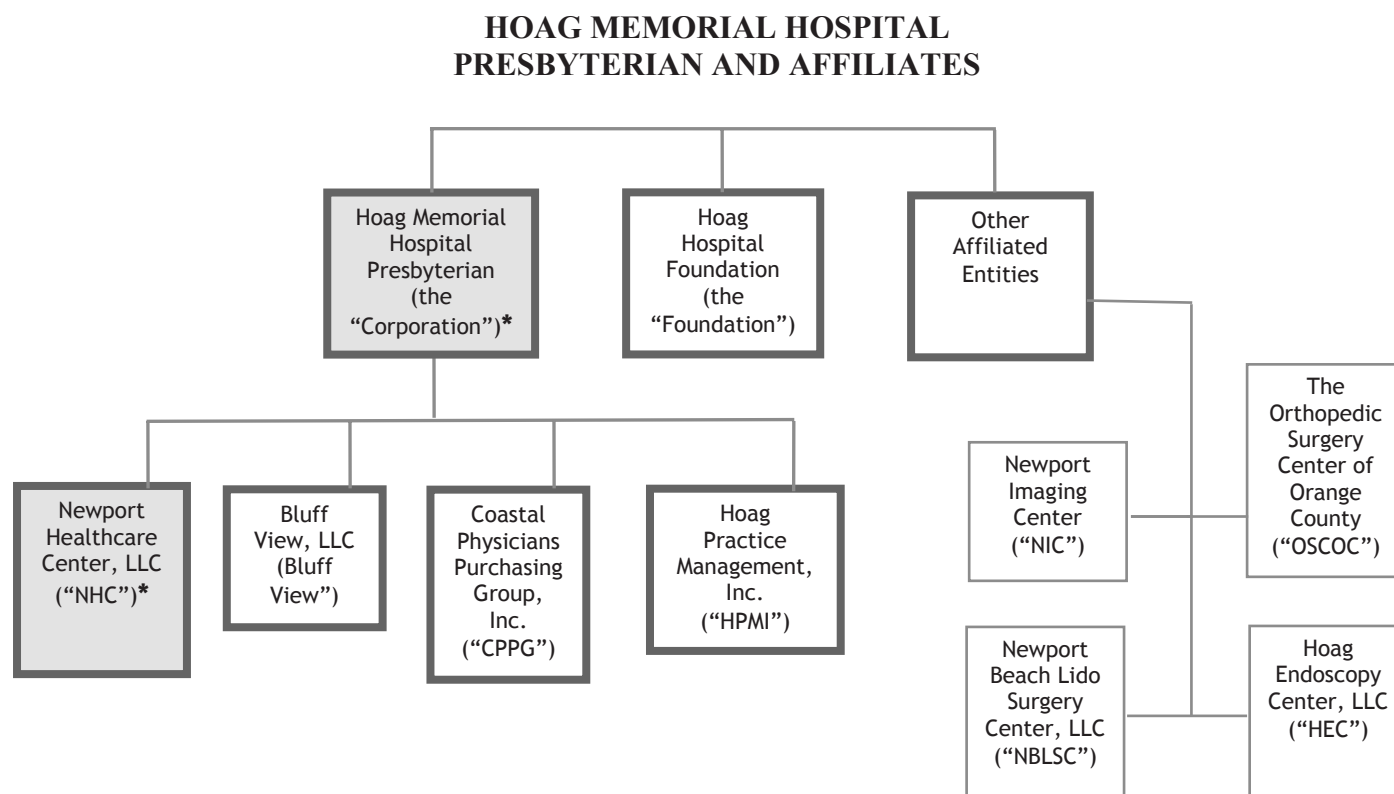 HOAG MEMORIAL HOSPITAL
PRESBYTERIAN AND AFFILIATES
Hoag Memorial
Hospital
Presbyterian
(the
“Corporation”)*
Hoag
Hospital
Foundation
(the
“Foundation”)
Other
Affiliated
Entities
Newport
Healthcare
Center, LLC
(“NHC”)*
Bluff
View, LLC
(Bluff
View”)
Coastal
Physicians
Purchasing
Group,
Inc.
(“CPPG”)
Hoag
Practice
Management,
Inc.
(“HPMI”)
Newport
Imaging
Center
(“NIC”)
The
Orthopedic
Surgery
Center of
Orange
County
(“OSCOC”)
Newport
Beach Lido
Surgery
Center, LLC
(“NBLSC”)
Hoag
Endoscopy
Center, LLC
(“HEC”)